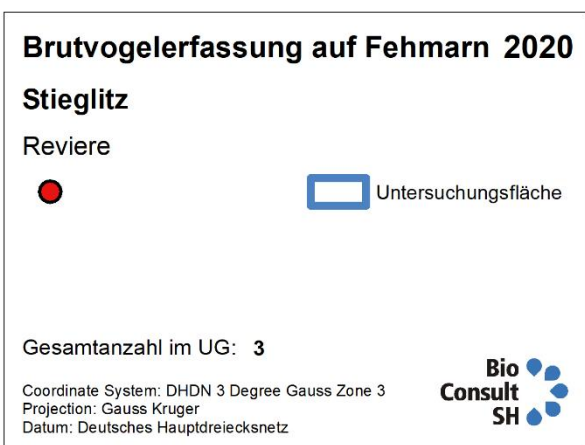 Brutvogelerfassung auf Fehmarn 2020
Stieglitz
Reviere
Untersuchungsfläche
Gesamtanzahl im UG: 3
Coordinate System: DHDN 3 Degree Gauss Zone 3
Projection: Gauss Kruger
Datum: Deutsches Hauptdreiecksnetz
Bio
Consult
SH